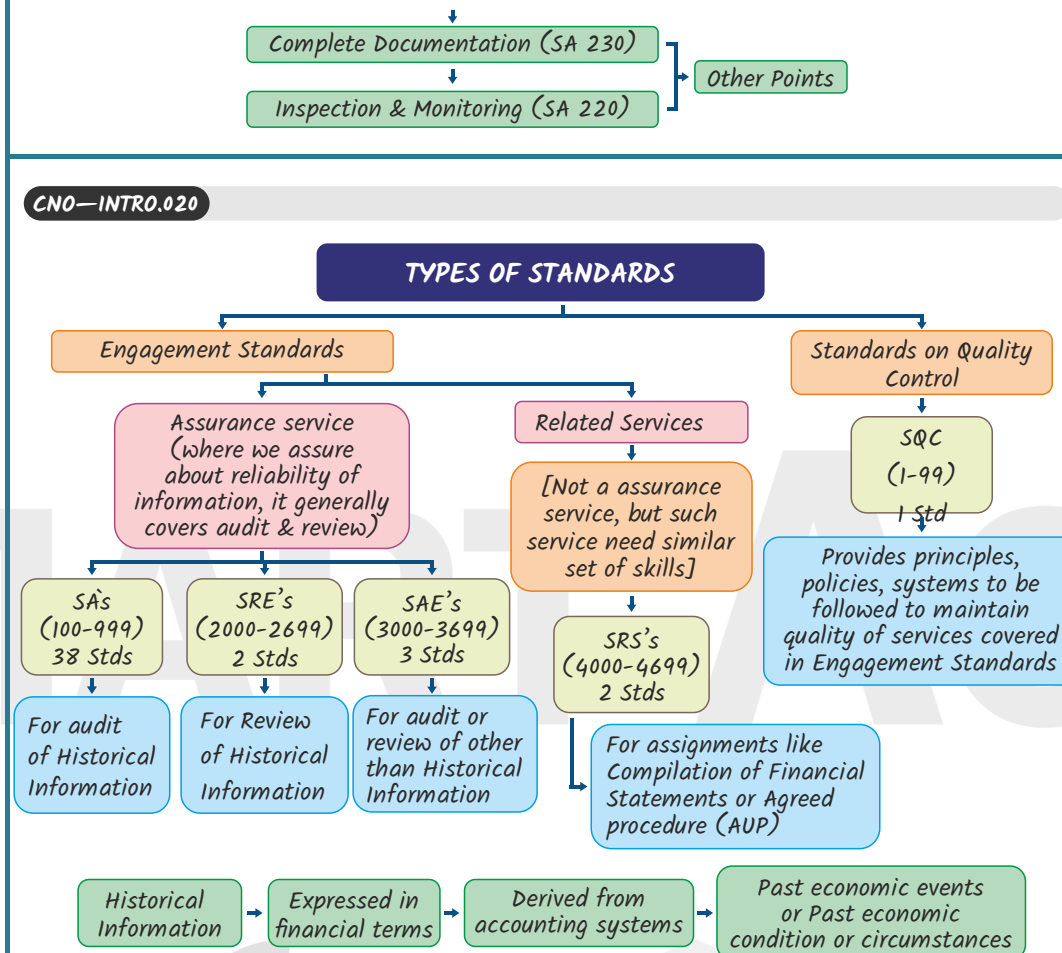 Complete Documentation (SA 230)
Inspection & Monitoring (SA 220)
Other Points
CNO—INTRO.020
TYPES OF STANDARDS
Engagement Standards
Standards on Quality
Control
Assurance service
(where we assure
about reliability of
information, it generally
covers audit & review)
Related Services
[Not a assurance
service, but such
service need similar
set of skills]
SQC
(1-99)
1 Std
Provides principles,
policies, systems to be
followed to maintain
quality of services covered
in Engagement Standards
SA's
(100-999)
38 Stds
SRE's
(2000-2699)
2 Stds
SAE's
(3000-3699)
3 Stds
SRS's
(4000-4699)
2 Stds
For audit
of Historical
Information
For Review
of Historical
Information
For audit or
review of other
than Historical
Information
For assignments like
Compilation of Financial
Statements or Agreed
procedure (AUP)
Historical
Information
Expressed in
financial terms
Derived from
accounting systems
Past economic events
or Past economic
condition or circumstances